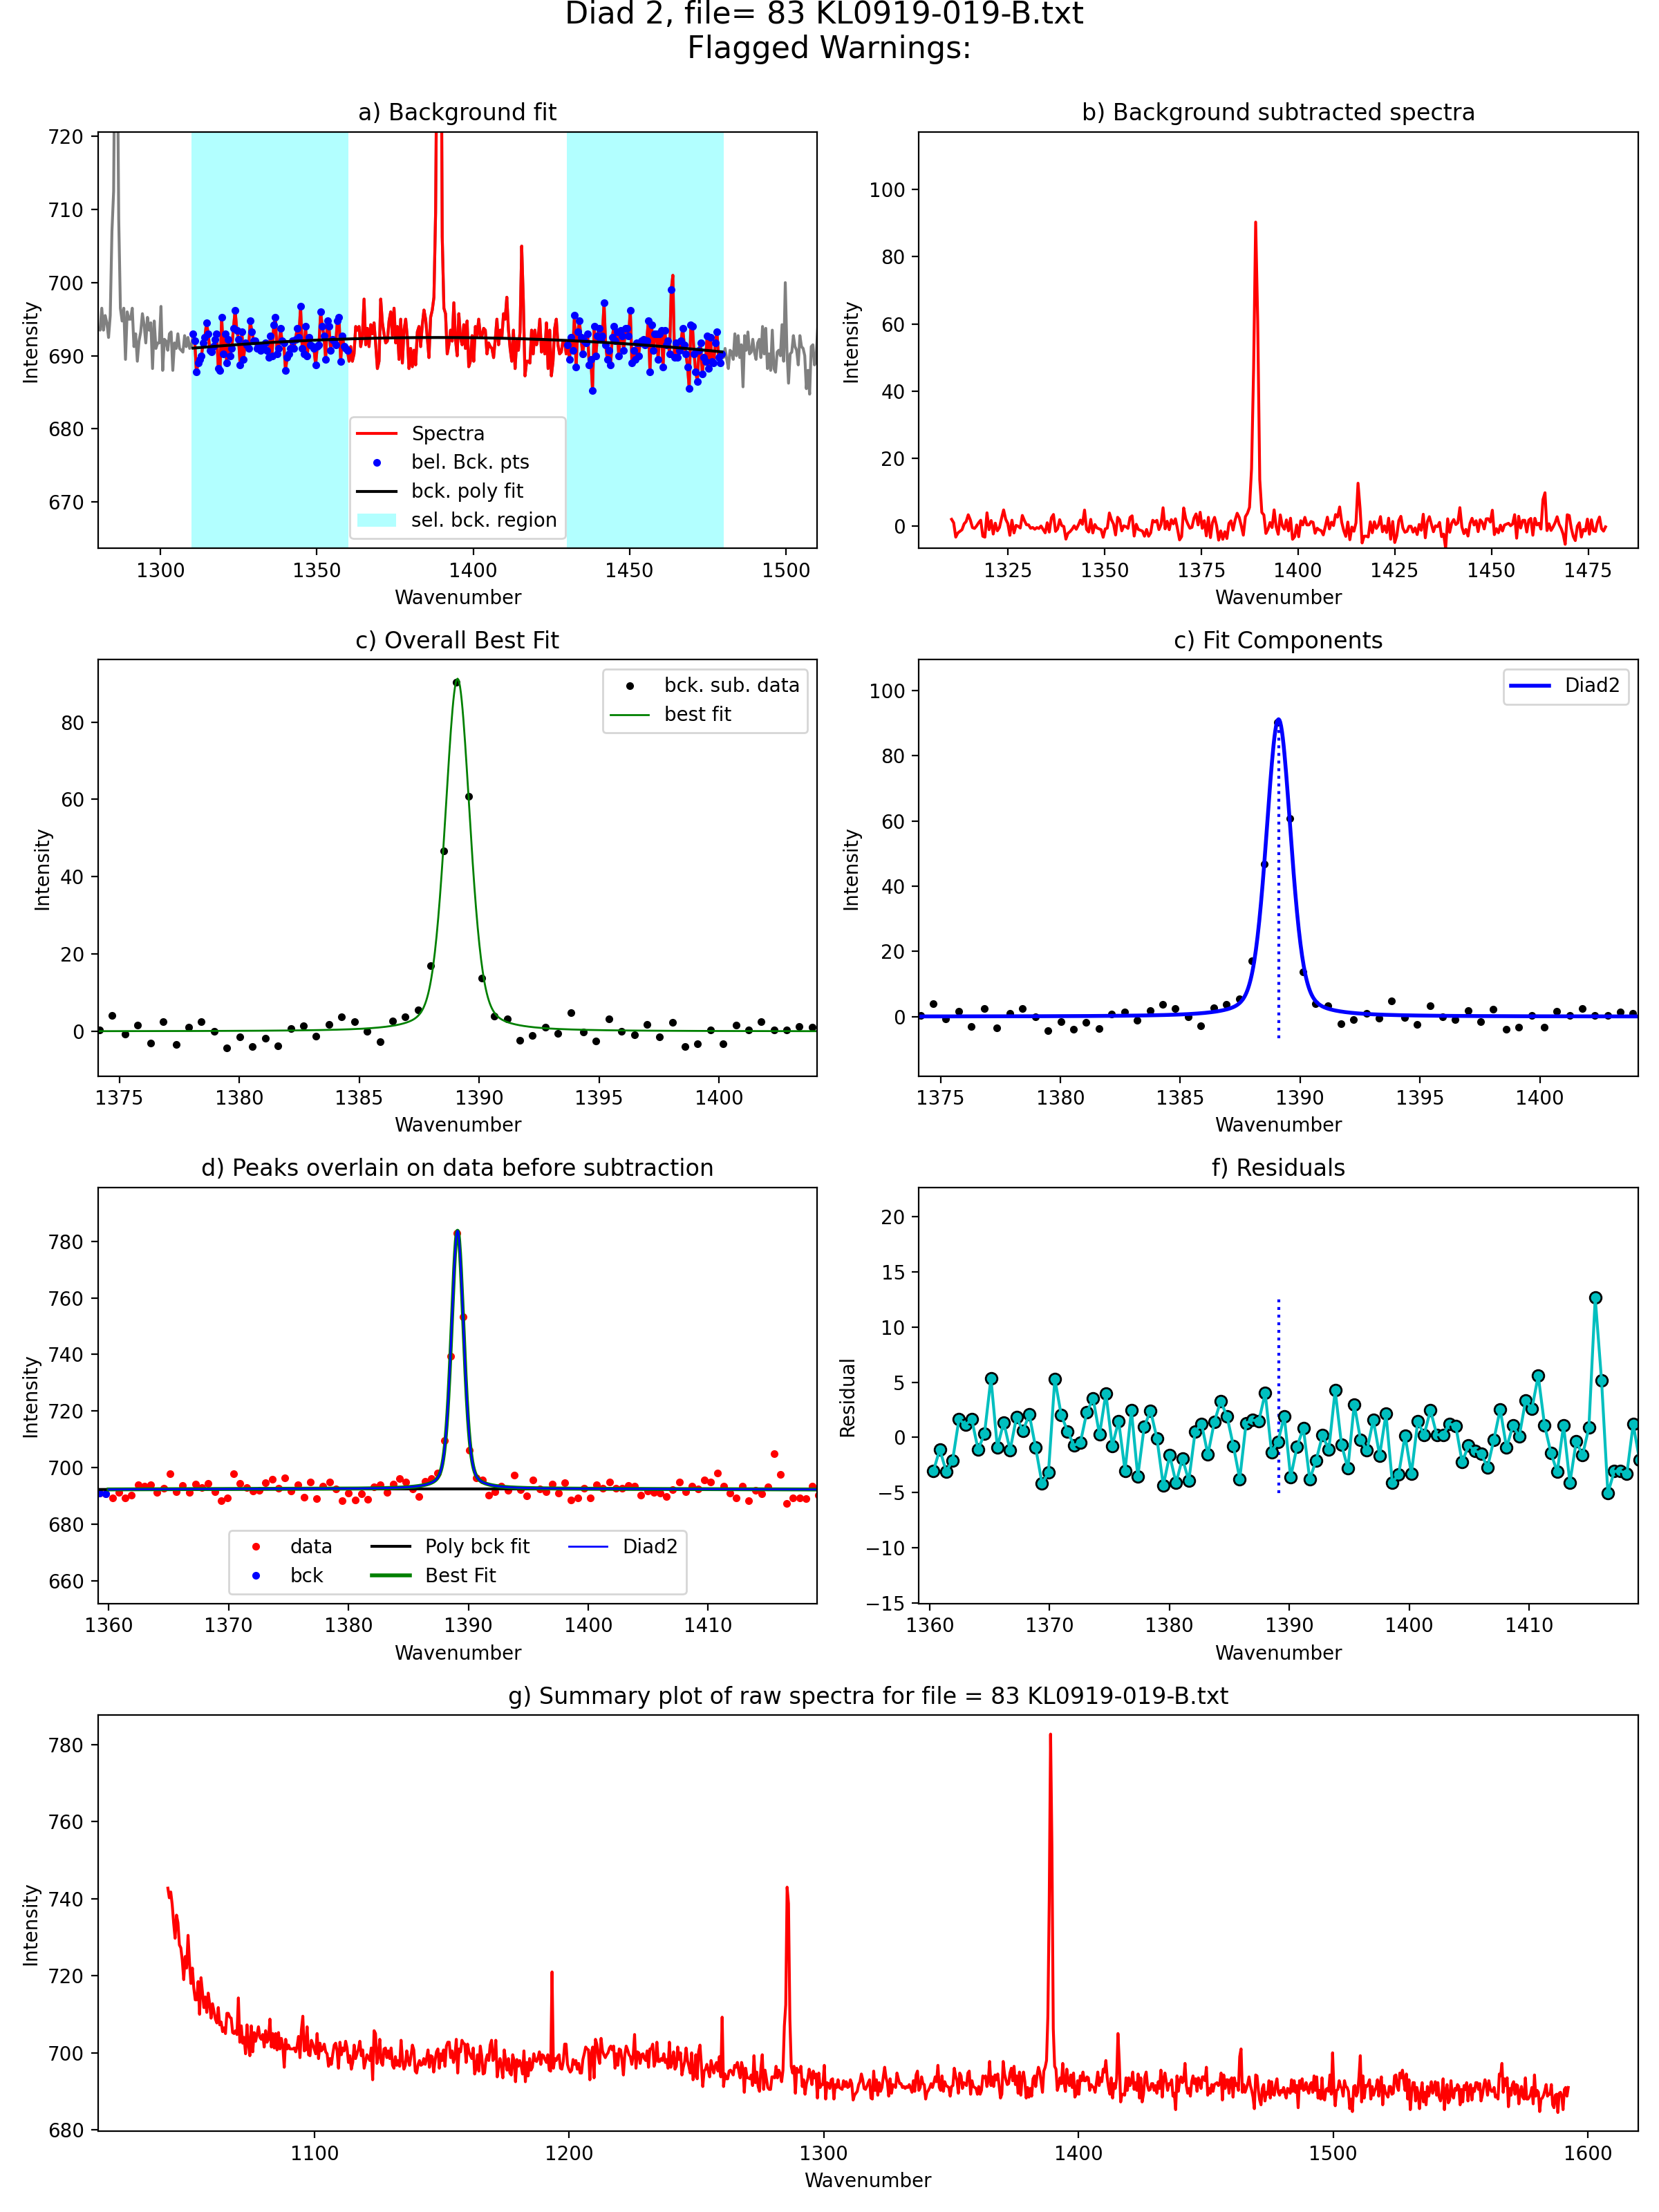 Diad 2, file= 83 KL0919-019-B.txt
Flagged Warnings:
a) Background fit
720
710
700
690
680
670
Intensity
Spectra
bel. Bck. pts
bck. poly fit
sel. bck. region
1300 1350 1400 1450 1500
Wavenumber
b) Background subtracted spectra
100
80
60
40
20
0
Intensity
1325 1350 1375 1400 1425 1450 1475
Wavenumber
c) Overall Best Fit
80
60
40
20
0
Intensity
bck. sub. data
best fit
1375 1380 1385 1390 1395 1400
Wavenumber
c) Fit Components
100
80
60
40
20
0
Intensity
Diad2
1375 1380 1385 1390 1395 1400
Wavenumber
d) Peaks overlain on data before subtraction
780
760
740
720
700
680
660
Intensity
data Poly bck fit Diad2
bck Best Fit
1360 1370 1380 1390 1400 1410
Wavenumber
f) Residuals
20
15
10
5
0
−5
−10
−15
Residual
1360 1370 1380 1390 1400 1410
Wavenumber
g) Summary plot of raw spectra for file = 83 KL0919-019-B.txt
780
760
740
720
700
680
Intensity
1100 1200 1300 1400 1500 1600
Wavenumber